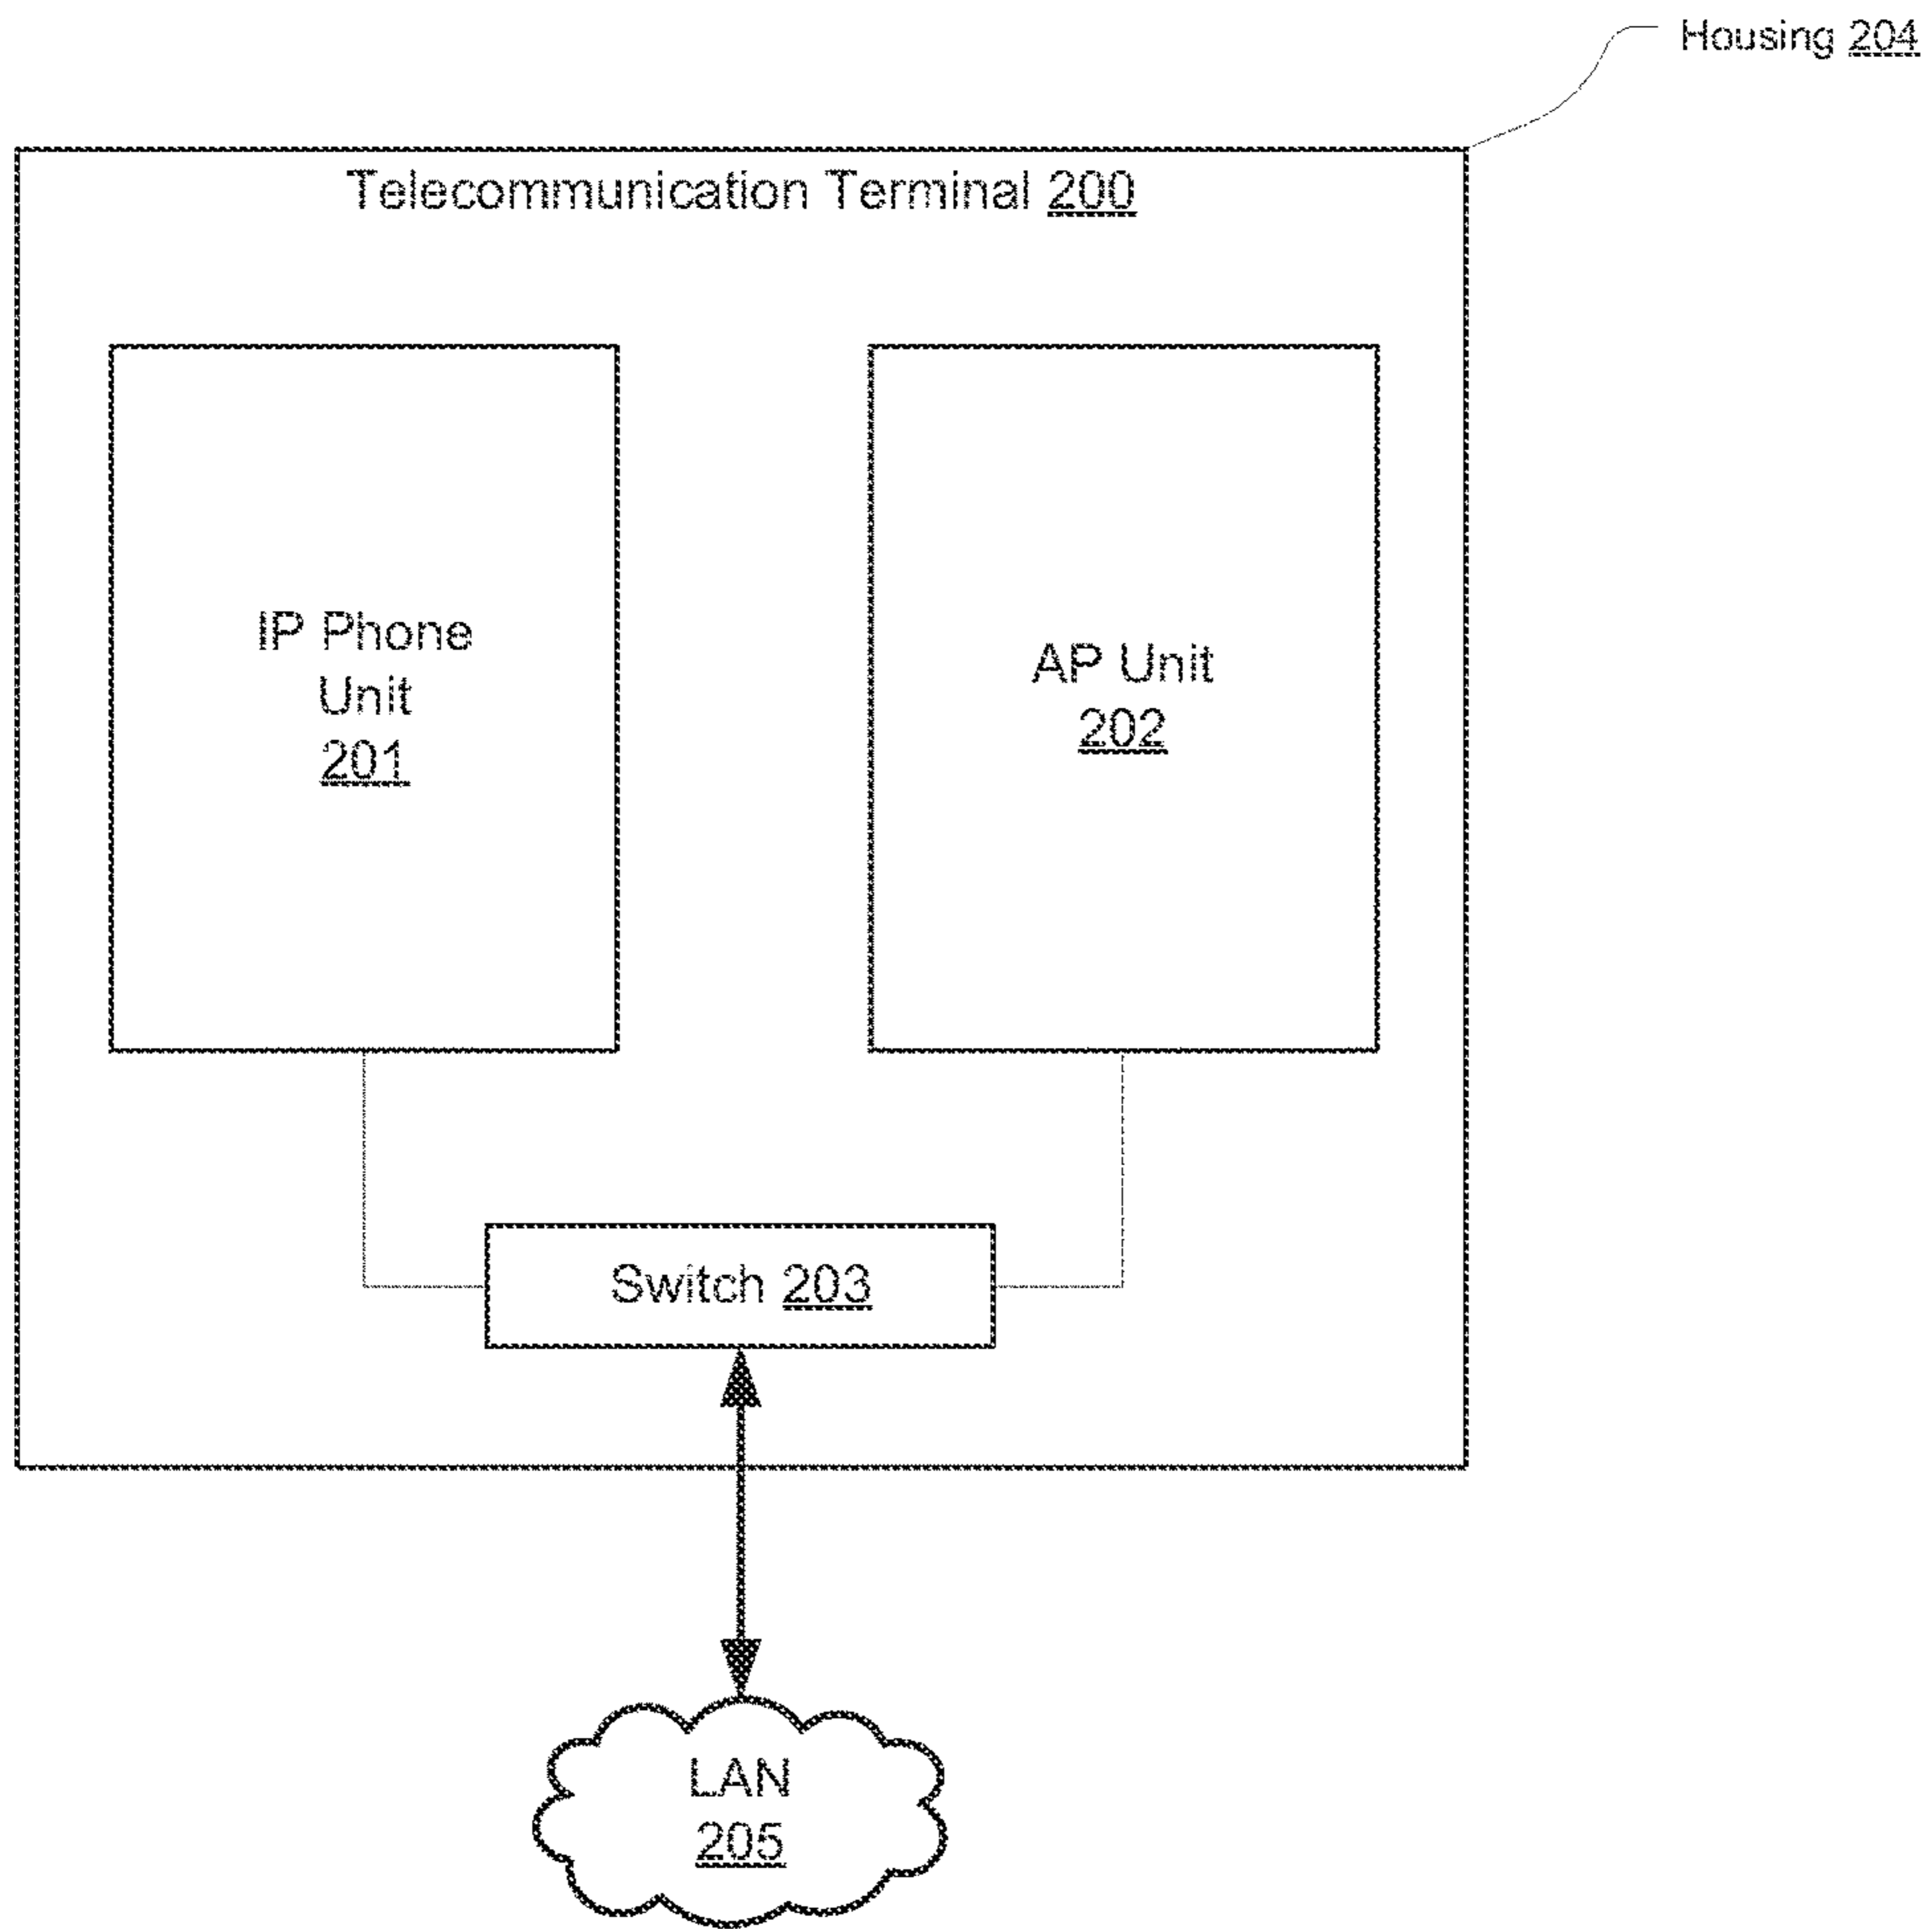 Housing 204
Telecommunication Terminal 200
IP Phone
Unit
201
AP Unit
202
Switch 203
LAN
205